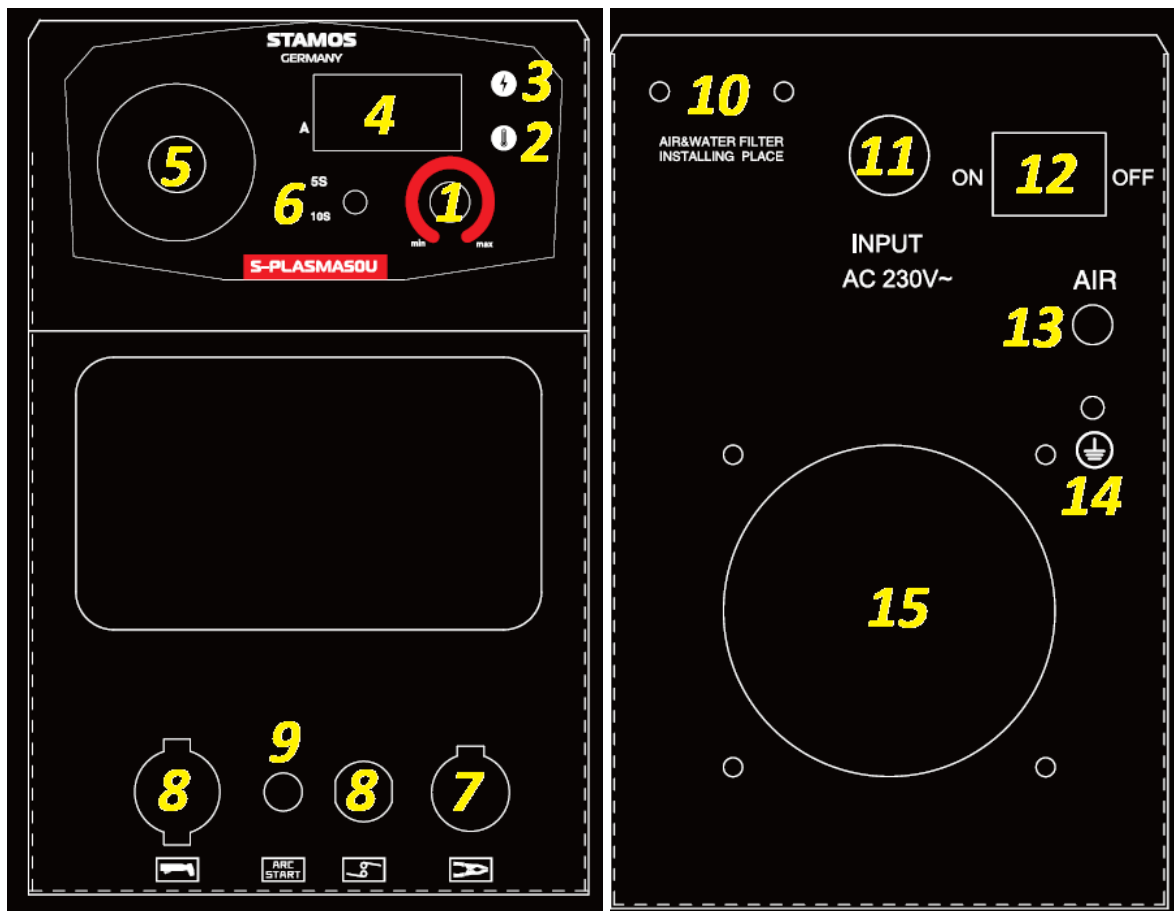 STAMOS
GERMANY
3
A
4
2
5
6
5S
10S
1
min
max
S-PLASMA50U
9
8
8
7
ARC
START
10
AIR&WATER FILTER
INSTALLING PLACE
11
ON
12
OFF
INPUT
AC 230V~
AIR
13
14
15